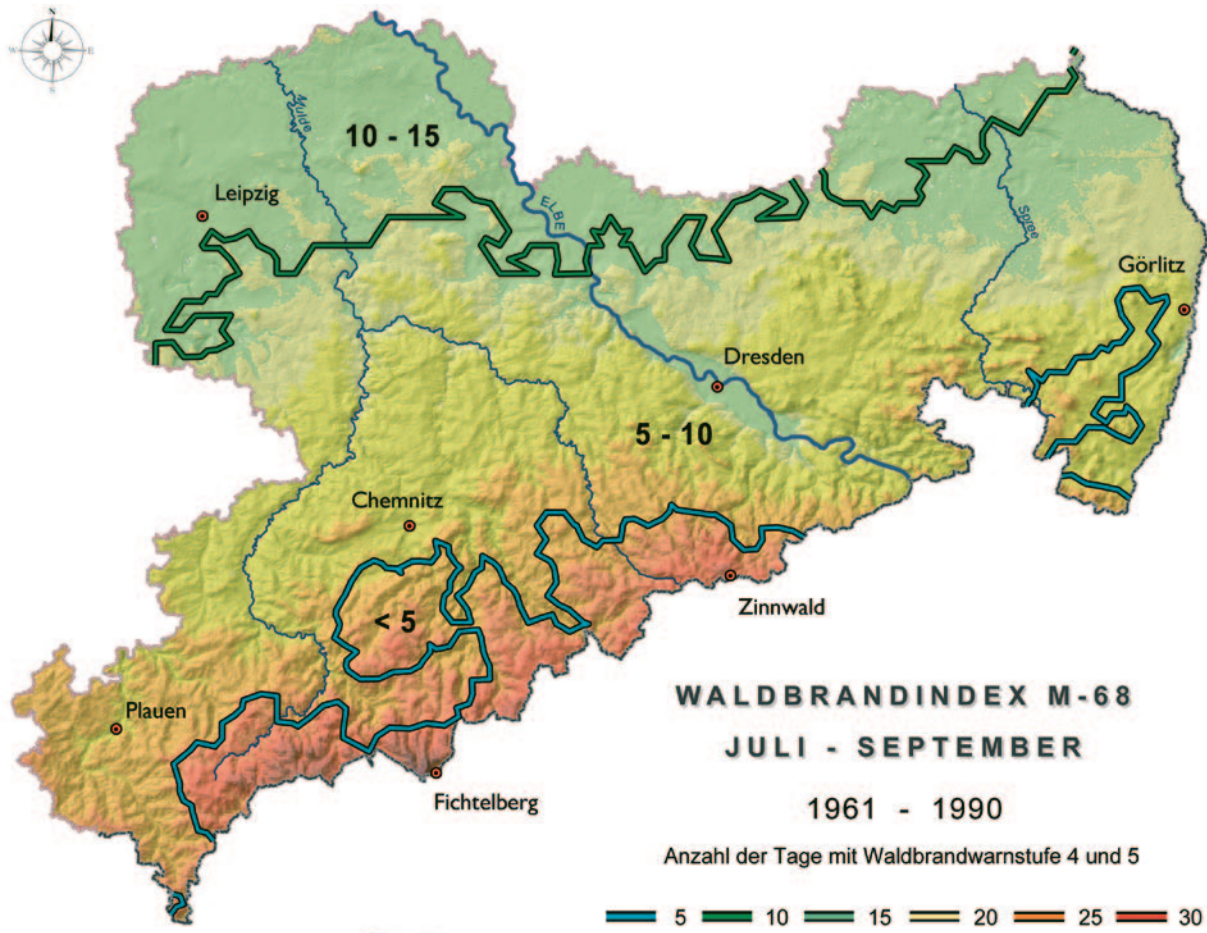 N
W E
S
Mulde
10 - 15
Leipzig
ELBE
Spree
Görlitz
Dresden
5 - 10
Chemnitz
Zinnwald
< 5
Plauen
Fichtelberg
WALDBRANDINDEX M-68
JULI - SEPTEMBER
1961 - 1990
Anzahl der Tage mit Waldbrandwarnstufe 4 und 5
5 10 15 20 25 30